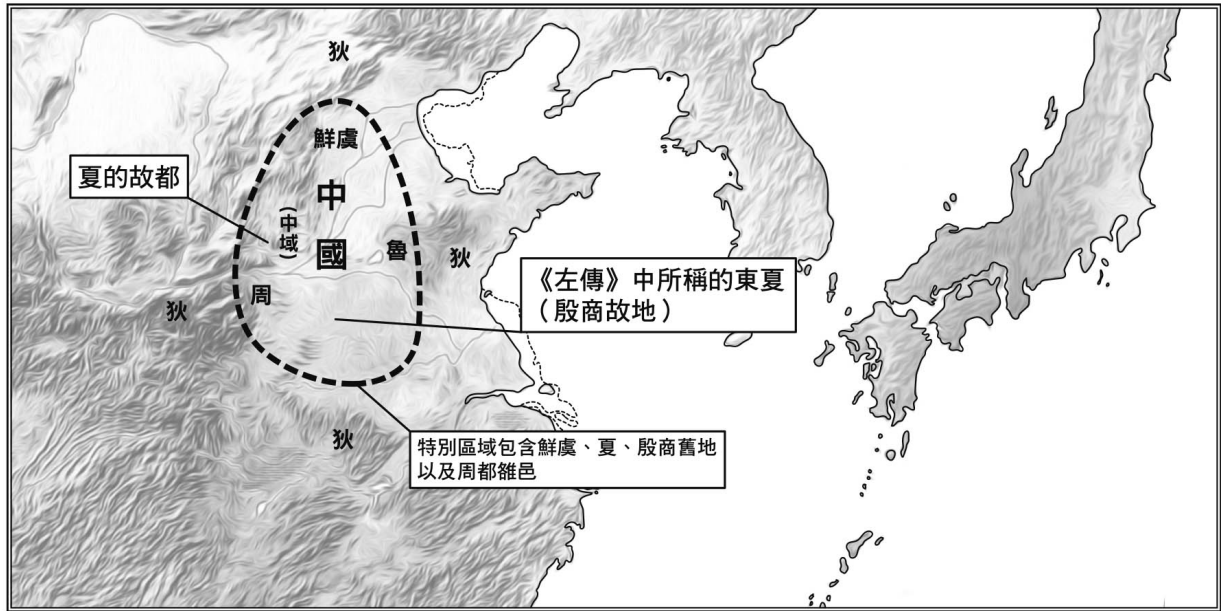 狄
鮮虞
夏的故都
中
國
(中域)
魯
狄
《左傳》中所稱的東夏
(殷商故地)
周
狄
狄
特別區域包含鮮虞、夏、殷商舊地
以及周都雒邑